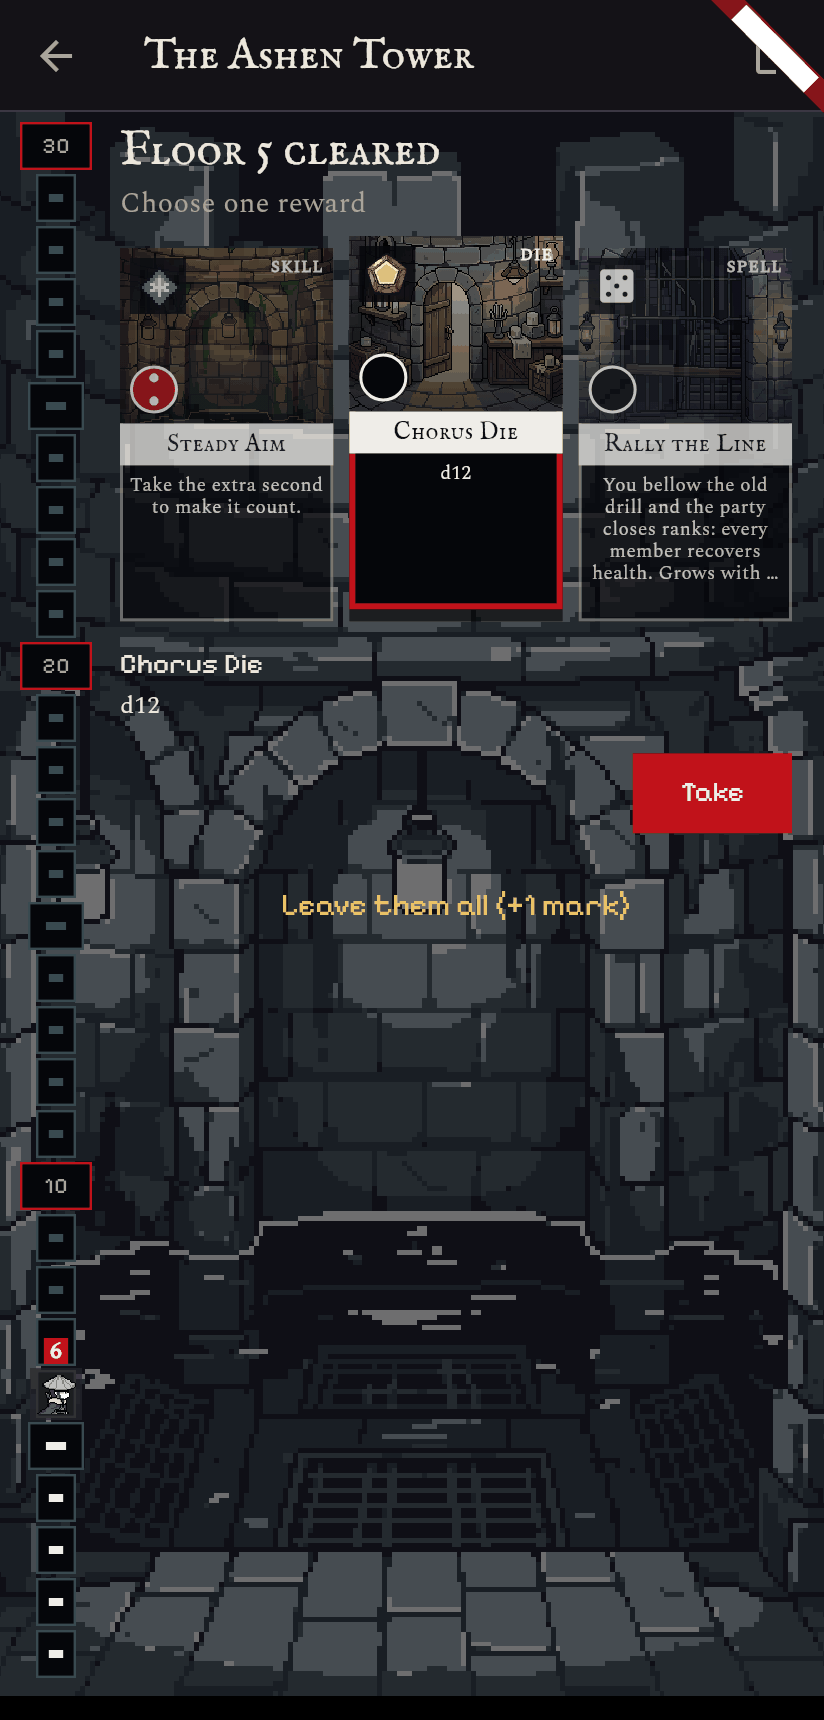 The Ashen Tower
30
Floor 5 cleared
Choose one reward
SKILL
Steady Aim
Take the extra second
to make it count.
DIE
Chorus Die
d12
SPELL
Rally the Line
You bellow the old
drill and the party
closes ranks: every
member recovers
health. Grows with ...
20
Chorus Die
d12
Take
Leave them all (+1 mark)
10
6